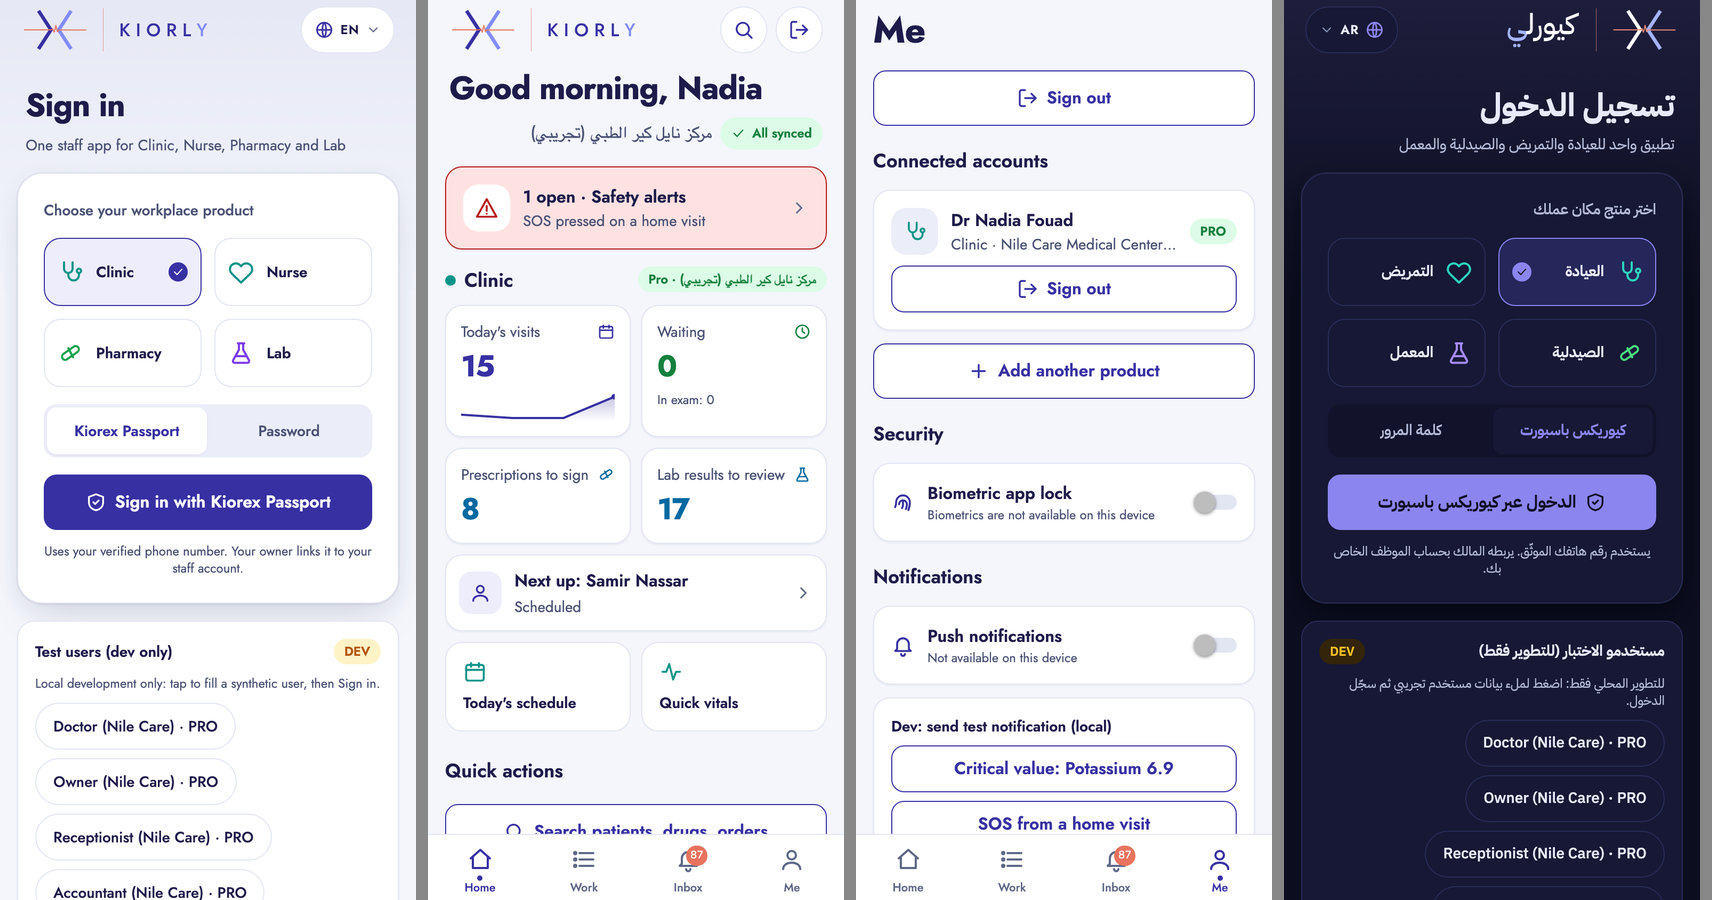 KIORLY
EN
Sign in
One staff app for Clinic, Nurse, Pharmacy and Lab
Choose your workplace product
Clinic
Nurse
Pharmacy
Lab
Kiorex Passport
Password
Sign in with Kiorex Passport
Uses your verified phone number. Your owner links it to your
staff account.
Test users (dev only)
DEV
Local development only: tap to fill a synthetic user, then Sign in.
Doctor (Nile Care) · PRO
Owner (Nile Care) · PRO
Receptionist (Nile Care) · PRO
Accountant (Nile Care) · PRO
KIORLY
Good morning, Nadia
مركز نايل كير الطبي (تجريبي)
All synced
1 open · Safety alerts
SOS pressed on a home visit
Clinic
Pro · مركز نايل كير الطبي (تجريبي)
Today's visits
15
Waiting
0
In exam: 0
Prescriptions to sign
8
Lab results to review
17
Next up: Samir Nassar
Scheduled
Today's schedule
Quick vitals
Quick actions
Search patients, drugs, orders
Home
Work
87
Inbox
Me
Me
Sign out
Connected accounts
Dr Nadia Fouad
Clinic · Nile Care Medical Center...
PRO
Sign out
Add another product
Security
Biometric app lock
Biometrics are not available on this device
Notifications
Push notifications
Not available on this device
Dev: send test notification (local)
Critical value: Potassium 6.9
SOS from a home visit
Home
Work
87
Inbox
Me
كيورلي
AR
تسجيل الدخول
تطبيق واحد للعيادة والتمريض والصيدلية والمعمل
اختر منتج مكان عملك
العيادة
التمريض
الصيدلية
المعمل
كيوريكس باسبورت
كلمة المرور
الدخول عبر كيوريكس باسبورت
يستخدم رقم هاتفك الموثّق. يربطه المالك بحساب الموظف الخاص
بك.
مستخدمو الاختبار (للتطوير فقط)
DEV
للتطوير المحلي فقط: اضغط لملء بيانات مستخدم تجريبي ثم سجّل
الدخول.
Doctor (Nile Care) · PRO
Owner (Nile Care) · PRO
Receptionist (Nile Care) · PRO